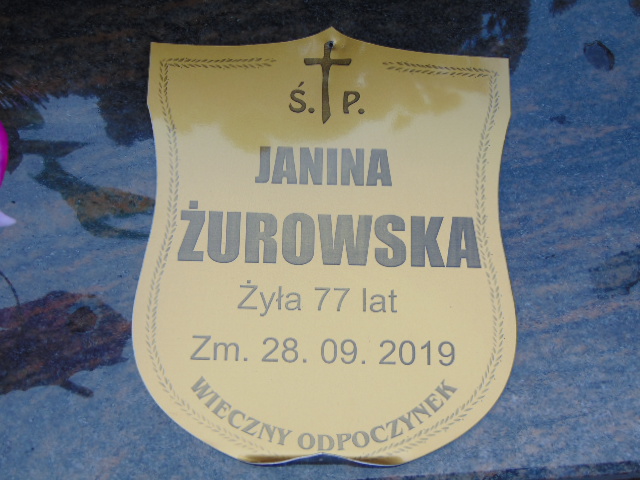 Ś. P.
JANINA
ŻUROWSKA
Żyła 77 lat
Zm. 28. 09. 2019
WIECZNY ODPOCZYNEK